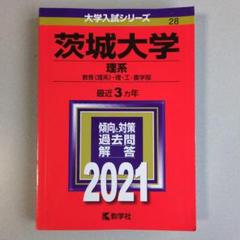 大学入試シリーズ
28
茨城大学
理系
教育〈理系〉・理・工・農学部
最近3カ年
傾向と対策
過去問
解答
2021
教学社